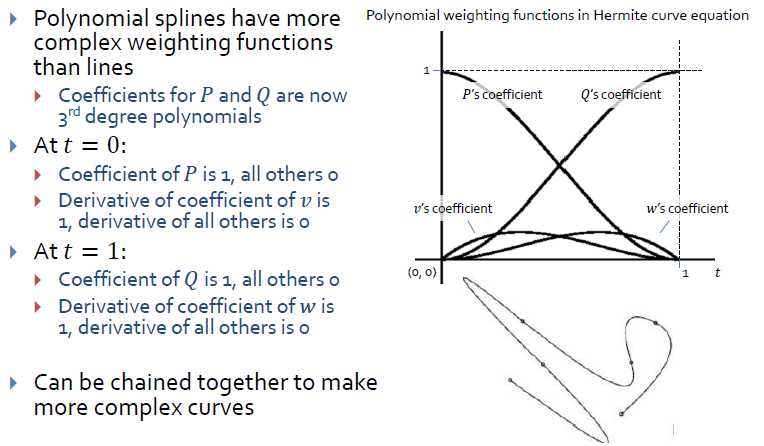 Polynomial splines have more
complex weighting functions
than lines
Coefficients for P and Q are now
3rd degree polynomials
At t = 0:
Coefficient of P is 1, all others 0
Derivative of coefficient of v is
1, derivative of all others is 0
At t = 1:
Coefficient of Q is 1, all others 0
Derivative of coefficient of w is
1, derivative of all others is 0
Can be chained together to make
more complex curves
Polynomial weighting functions in Hermite curve equation
1
P's coefficient
Q's coefficient
v's coefficient
w's coefficient
(0, 0)
1
t